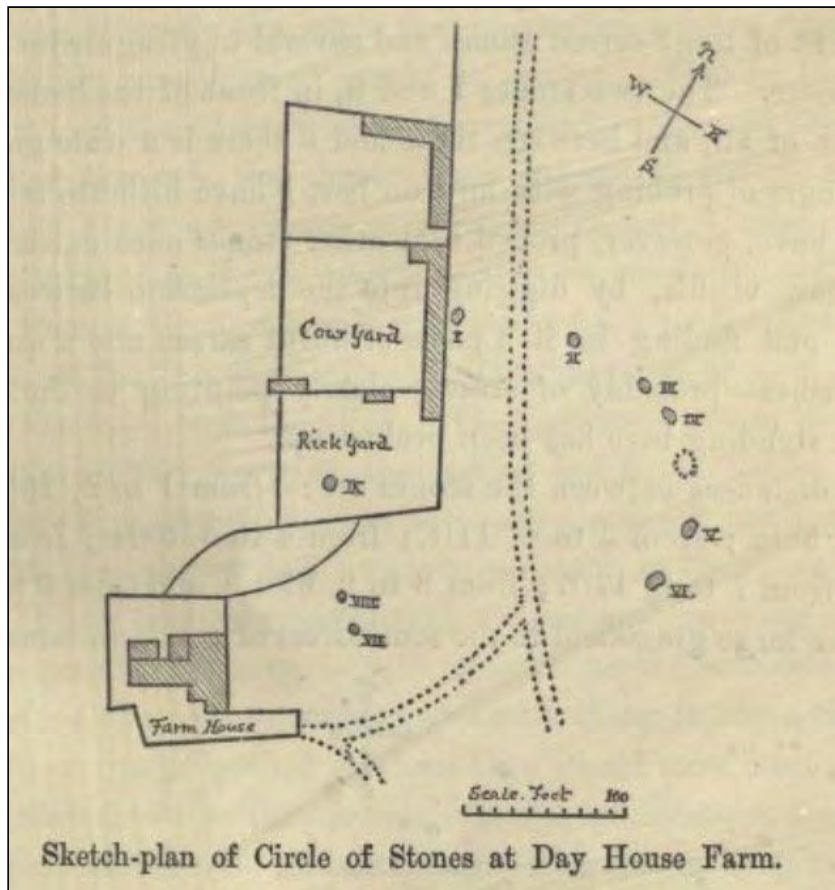 N
W
E
S
Cow Yard
I
II
III
IV
Rick Yard
IX
V
VI
VIII
VII
Farm House
Scale. Feet 100
Sketch-plan of Circle of Stones at Day House Farm.